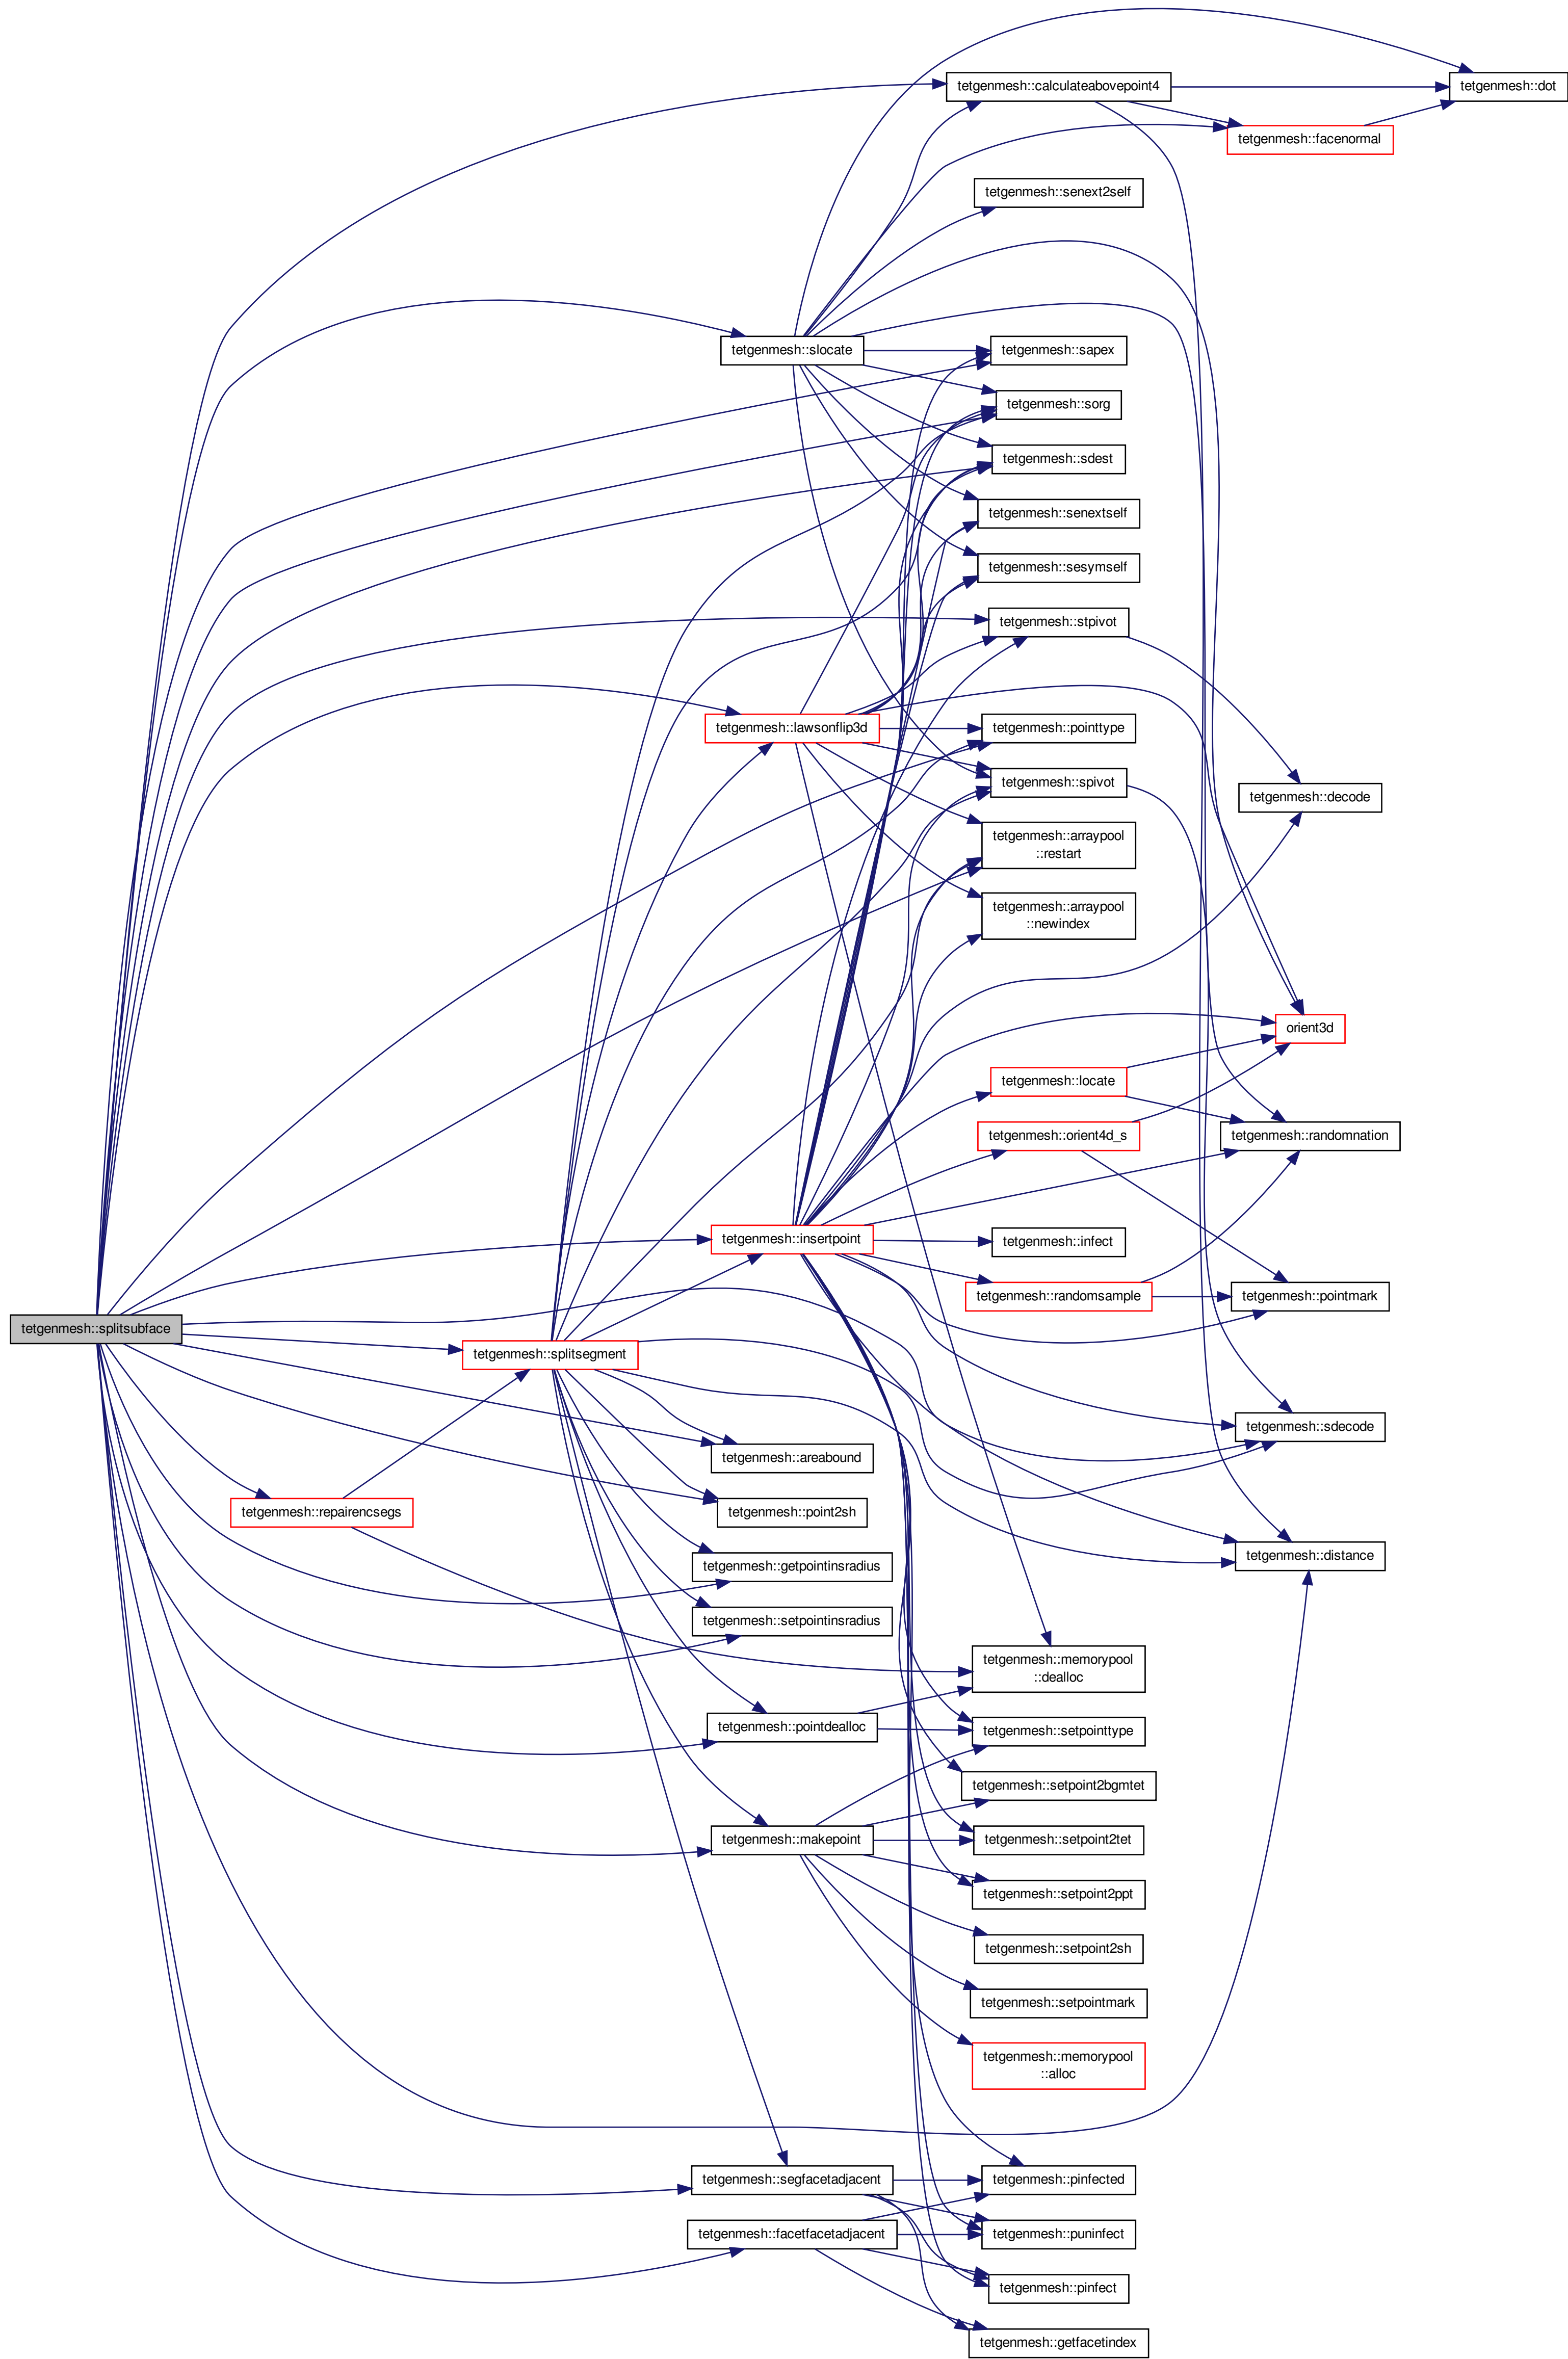 tetgenmesh::calculateabovepoint4
tetgenmesh::dot
tetgenmesh::facenormal
tetgenmesh::senext2self
tetgenmesh::slocate
tetgenmesh::sapex
tetgenmesh::sorg
tetgenmesh::sdest
tetgenmesh::senextself
tetgenmesh::sesymself
tetgenmesh::stpivot
tetgenmesh::lawsonflip3d
tetgenmesh::pointtype
tetgenmesh::spivot
tetgenmesh::decode
tetgenmesh::arraypool
::restart
tetgenmesh::arraypool
::newindex
orient3d
tetgenmesh::locate
tetgenmesh::orient4d_s
tetgenmesh::randomnation
tetgenmesh::insertpoint
tetgenmesh::infect
tetgenmesh::randomsample
tetgenmesh::pointmark
tetgenmesh::splitsubface
tetgenmesh::splitsegment
tetgenmesh::sdecode
tetgenmesh::areabound
tetgenmesh::repairencsegs
tetgenmesh::point2sh
tetgenmesh::distance
tetgenmesh::getpointinsradius
tetgenmesh::setpointinsradius
tetgenmesh::memorypool
::dealloc
tetgenmesh::pointdealloc
tetgenmesh::setpointtype
tetgenmesh::setpoint2bgmtet
tetgenmesh::makepoint
tetgenmesh::setpoint2tet
tetgenmesh::setpoint2ppt
tetgenmesh::setpoint2sh
tetgenmesh::setpointmark
tetgenmesh::memorypool
::alloc
tetgenmesh::segfacetadjacent
tetgenmesh::pinfected
tetgenmesh::facetfacetadjacent
tetgenmesh::puninfect
tetgenmesh::pinfect
tetgenmesh::getfacetindex